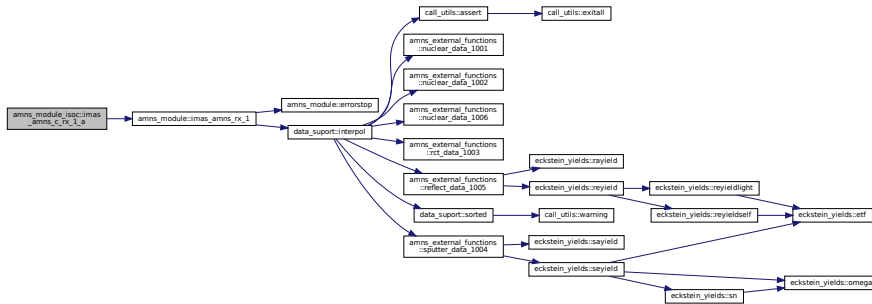 amns_module_isoc::imas
_amns_c_rx_1_a
amns_module::imas_amns_rx_1
amns_module::errorstop
data_suport::interpol
call_utils::assert
call_utils::exitall
amns_external_functions
::nuclear_data_1001
amns_external_functions
::nuclear_data_1002
amns_external_functions
::nuclear_data_1006
amns_external_functions
::rct_data_1003
amns_external_functions
::reflect_data_1005
eckstein_yields::rayield
eckstein_yields::reyield
eckstein_yields::reyieldlight
eckstein_yields::reyieldself
eckstein_yields::etf
data_suport::sorted
call_utils::warning
amns_external_functions
::sputter_data_1004
eckstein_yields::sayield
eckstein_yields::seyield
eckstein_yields::sn
eckstein_yields::omega